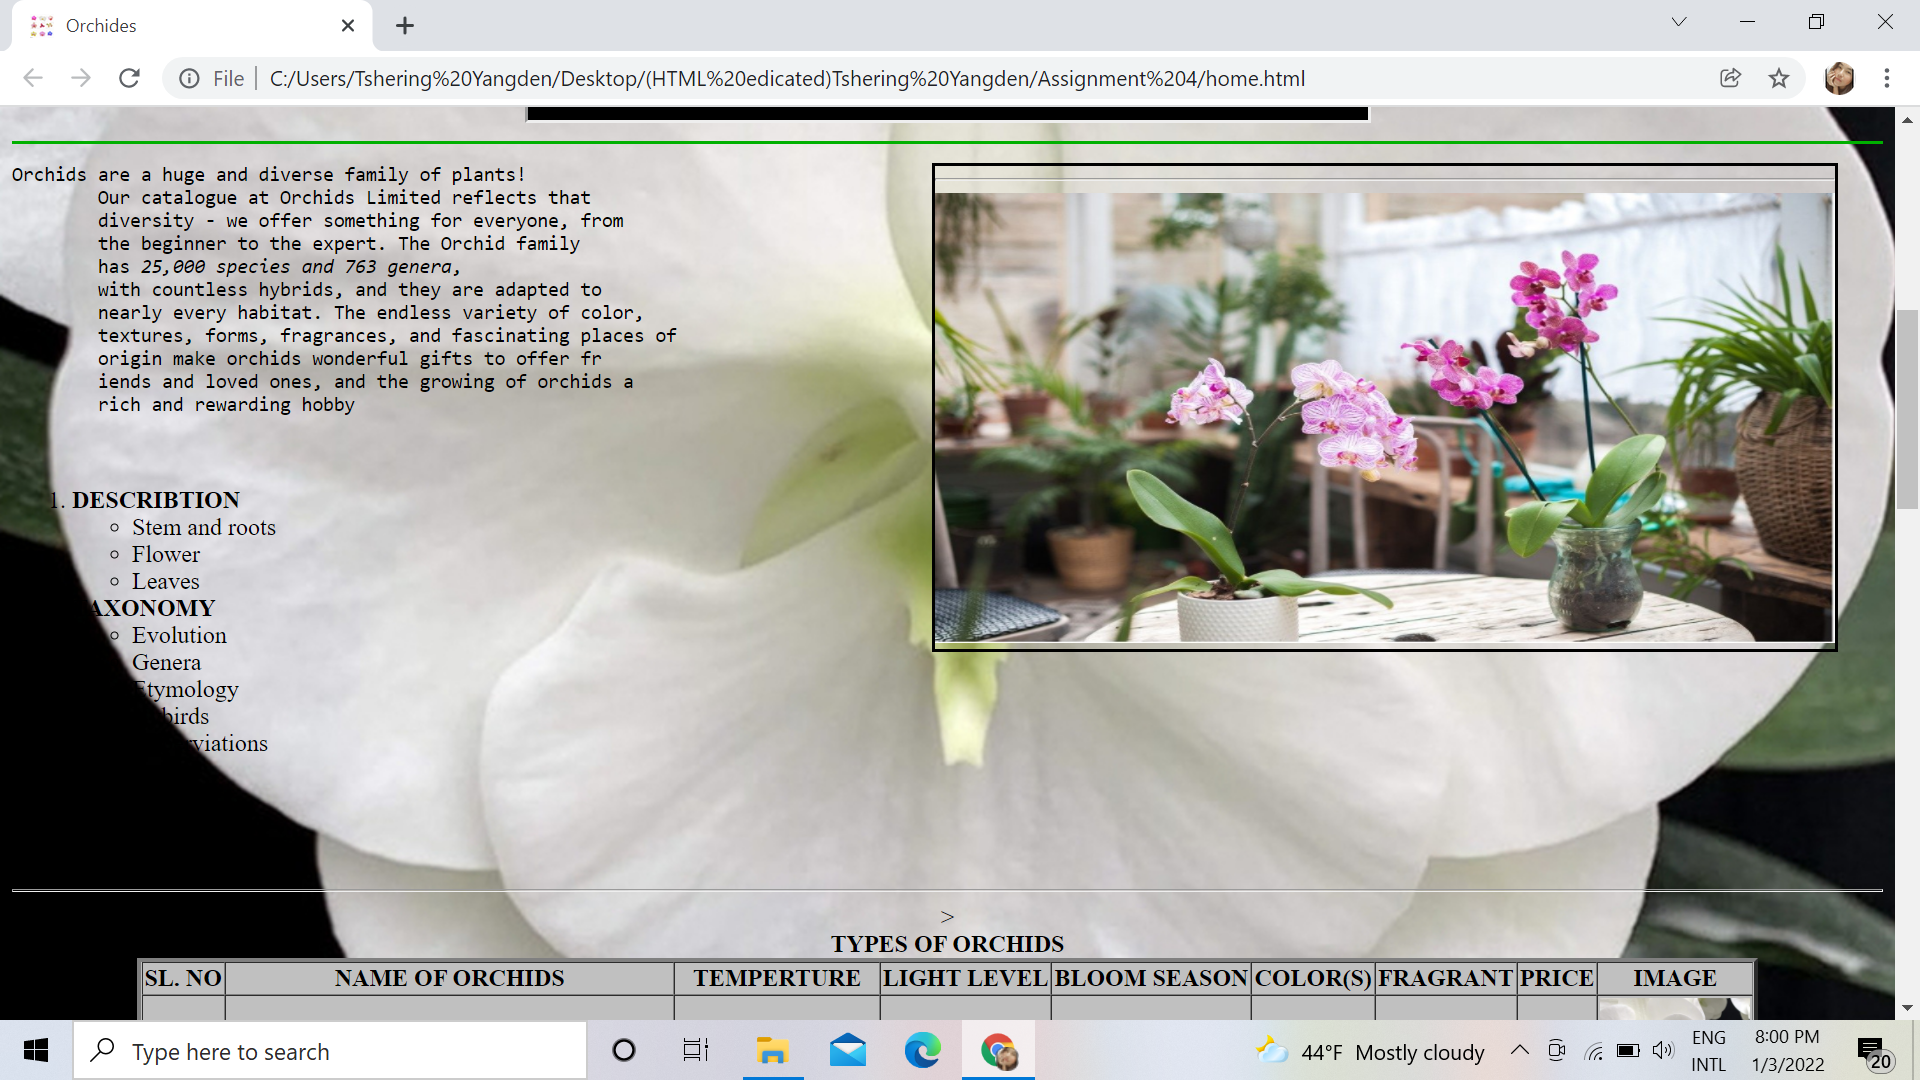 Orchides
File
C:/Users/Tshering%20Yangden/Desktop/(HTML%20edicated)Tshering%20Yangden/Assignment%204/home.html
Orchids are a huge and diverse family of plants!
Our catalogue at Orchids Limited reflects that
diversity - we offer something for everyone, from
the beginner to the expert. The Orchid family
has 25,000 species and 763 genera,
with countless hybrids, and they are adapted to
nearly every habitat. The endless variety of color,
textures, forms, fragrances, and fascinating places of
origin make orchids wonderful gifts to offer fr
iends and loved ones, and the growing of orchids a
rich and rewarding hobby
1. DESCRIBTION
Stem and roots
Flower
Leaves
AXONOMY
Evolution
Genera
Etymology
birds
viations
>
TYPES OF ORCHIDS
SL. NO NAME OF ORCHIDS TEMPERTURE LIGHT LEVEL BLOOM SEASON COLOR(S) FRAGRANT PRICE IMAGE
Type here to search
44°F Mostly cloudy
ENG
INTL
8:00 PM
1/3/2022
20